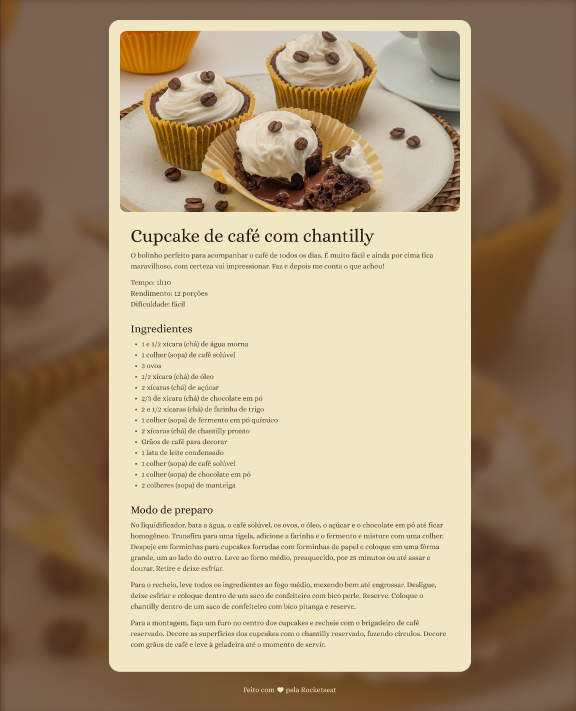 Cupcake de café com chantilly
O bolinho perfeito para acompanhar o café de todos os dias. É muito fácil e ainda por cima fica
maravilhoso, com certeza vai impressionar. Faz e depois me conta o que achou!
Tempo: 1h10
Rendimento: 12 porções
Dificuldade: fácil
Ingredientes
• 1 e 1/2 xícara (chá) de água morna
• 1 colher (sopa) de café solúvel
• 3 ovos
• 1/2 xícara (chá) de óleo
• 2 xícaras (chá) de açúcar
• 2/3 de xícara (chá) de chocolate em pó
• 2 e 1/2 xícaras (chá) de farinha de trigo
• 1 colher (sopa) de fermento em pó químico
• 2 xícaras (chá) de chantilly pronto
• Grãos de café para decorar
• 1 lata de leite condensado
• 1 colher (sopa) de café solúvel
• 1 colher (sopa) de chocolate em pó
• 2 colheres (sopa) de manteiga
Modo de preparo
No liquidificador, bata a água, o café solúvel, os ovos, o óleo, o açúcar e o chocolate em pó até ficar
homogêneo. Transfira para uma tigela, adicione a farinha e o fermento e misture com uma colher.
Despeje em forminhas para cupcakes forradas com forminhas de papel e coloque em uma fôrma
grande, um ao lado do outro. Leve ao forno médio, preaquecido, por 25 minutos ou até assar e
dourar. Retire e deixe esfriar.
Para o recheio, leve todos os ingredientes ao fogo médio, mexendo bem até engrossar. Desligue,
deixe esfriar e coloque dentro de um saco de confeiteiro com bico perle. Reserve. Coloque o
chantilly dentro de um saco de confeiteiro com bico pitanga e reserve.
Para a montagem, faça um furo no centro dos cupcakes e recheie com o brigadeiro de café
reservado. Decore as superfícies dos cupcakes com o chantilly reservado, fazendo círculos. Decore
com grãos de café e leve à geladeira até o momento de servir.
Feito com 🤍 pela Rocketseat